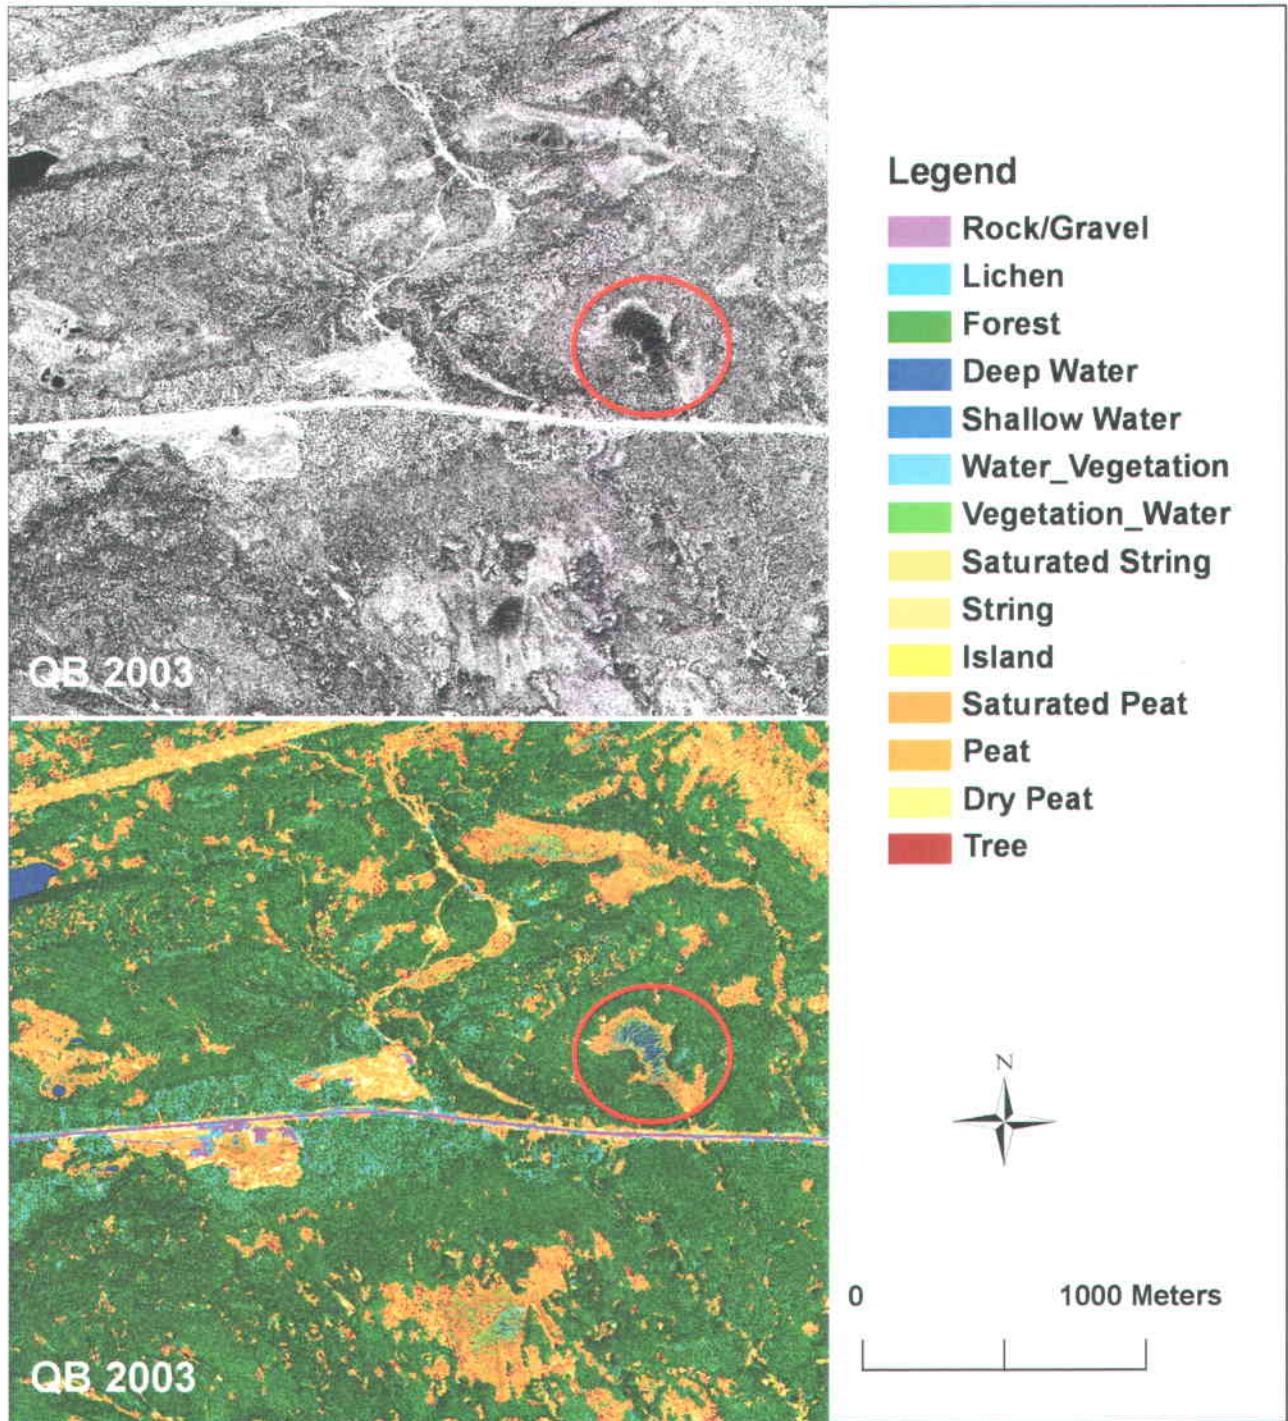 QB 2003
QB 2003
Legend
Rock/Gravel
Lichen
Forest
Deep Water
Shallow Water
Water_Vegetation
Vegetation_Water
Saturated String
String
Island
Saturated Peat
Peat
Dry Peat
Tree
N
0 1000 Meters